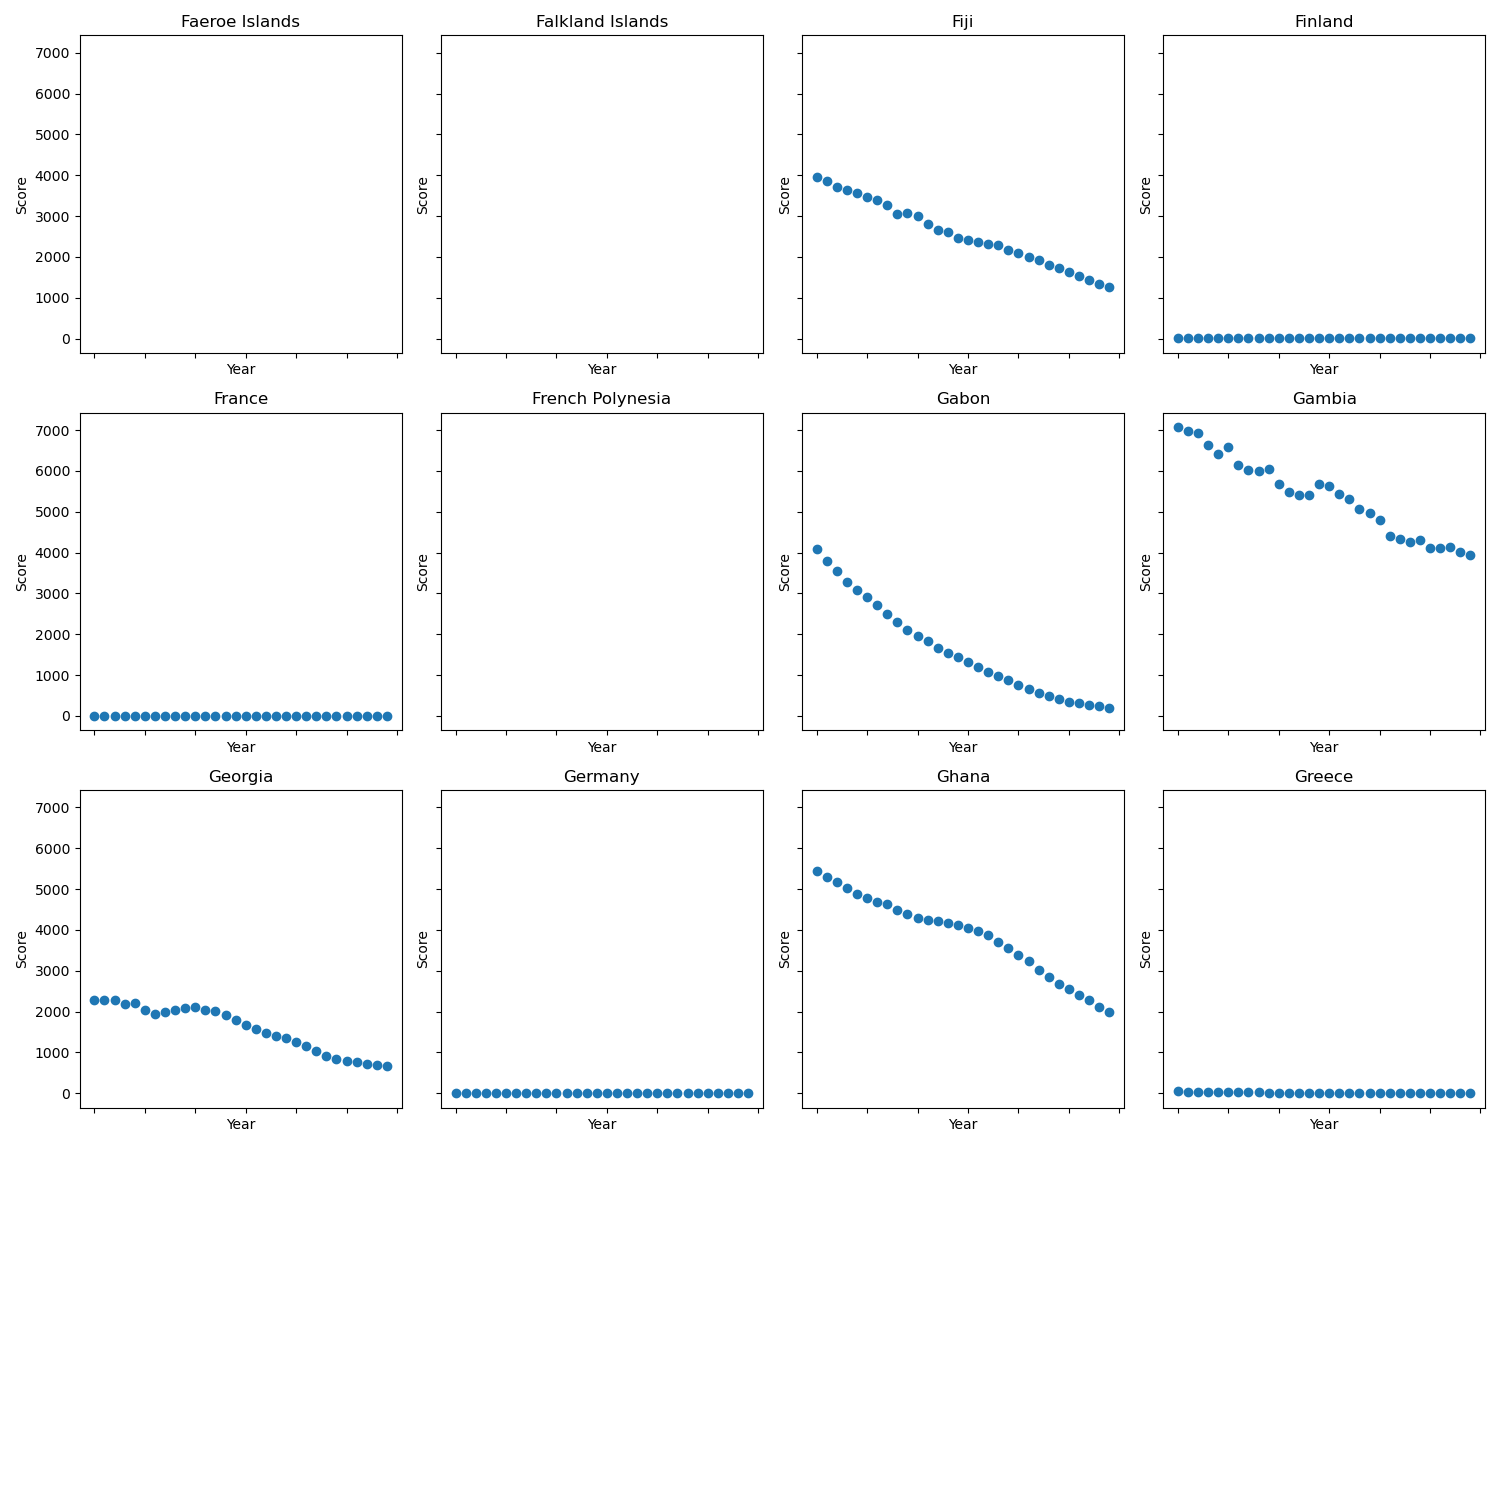 Faeroe Islands
Falkland Islands
Fiji
Finland
7000
6000
5000
4000
3000
2000
1000
0
Score
Score
Score
Score
Year
Year
Year
Year
France
French Polynesia
Gabon
Gambia
7000
6000
5000
4000
3000
2000
1000
0
Score
Score
Score
Score
Year
Year
Year
Year
Georgia
Germany
Ghana
Greece
7000
6000
5000
4000
3000
2000
1000
0
Score
Score
Score
Score
Year
Year
Year
Year